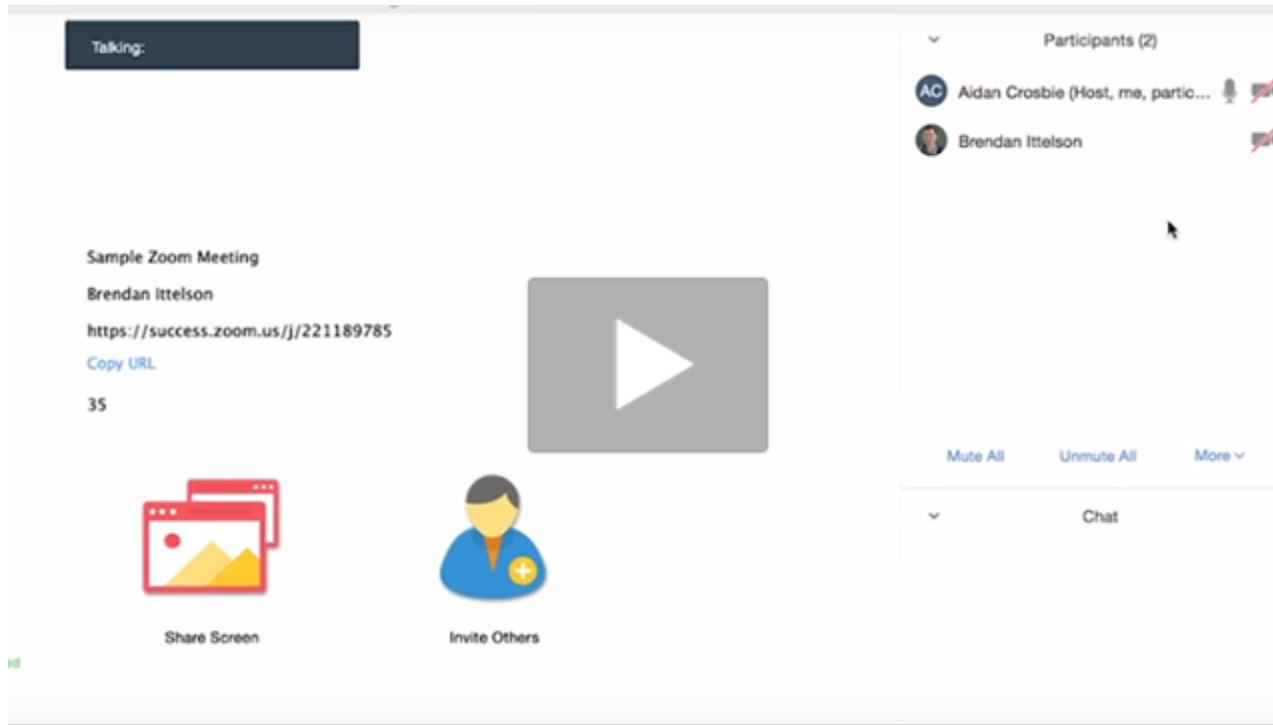 Talking:
Participants (2)
AC
Aidan Crosbie (Host, me, partic...
Brendan Ittelson
Sample Zoom Meeting
Brendan Ittelson
https://success.zoom.us/j/221189785
Copy URL
35
Mute All Unmute All More
Chat
Share Screen
Invite Others